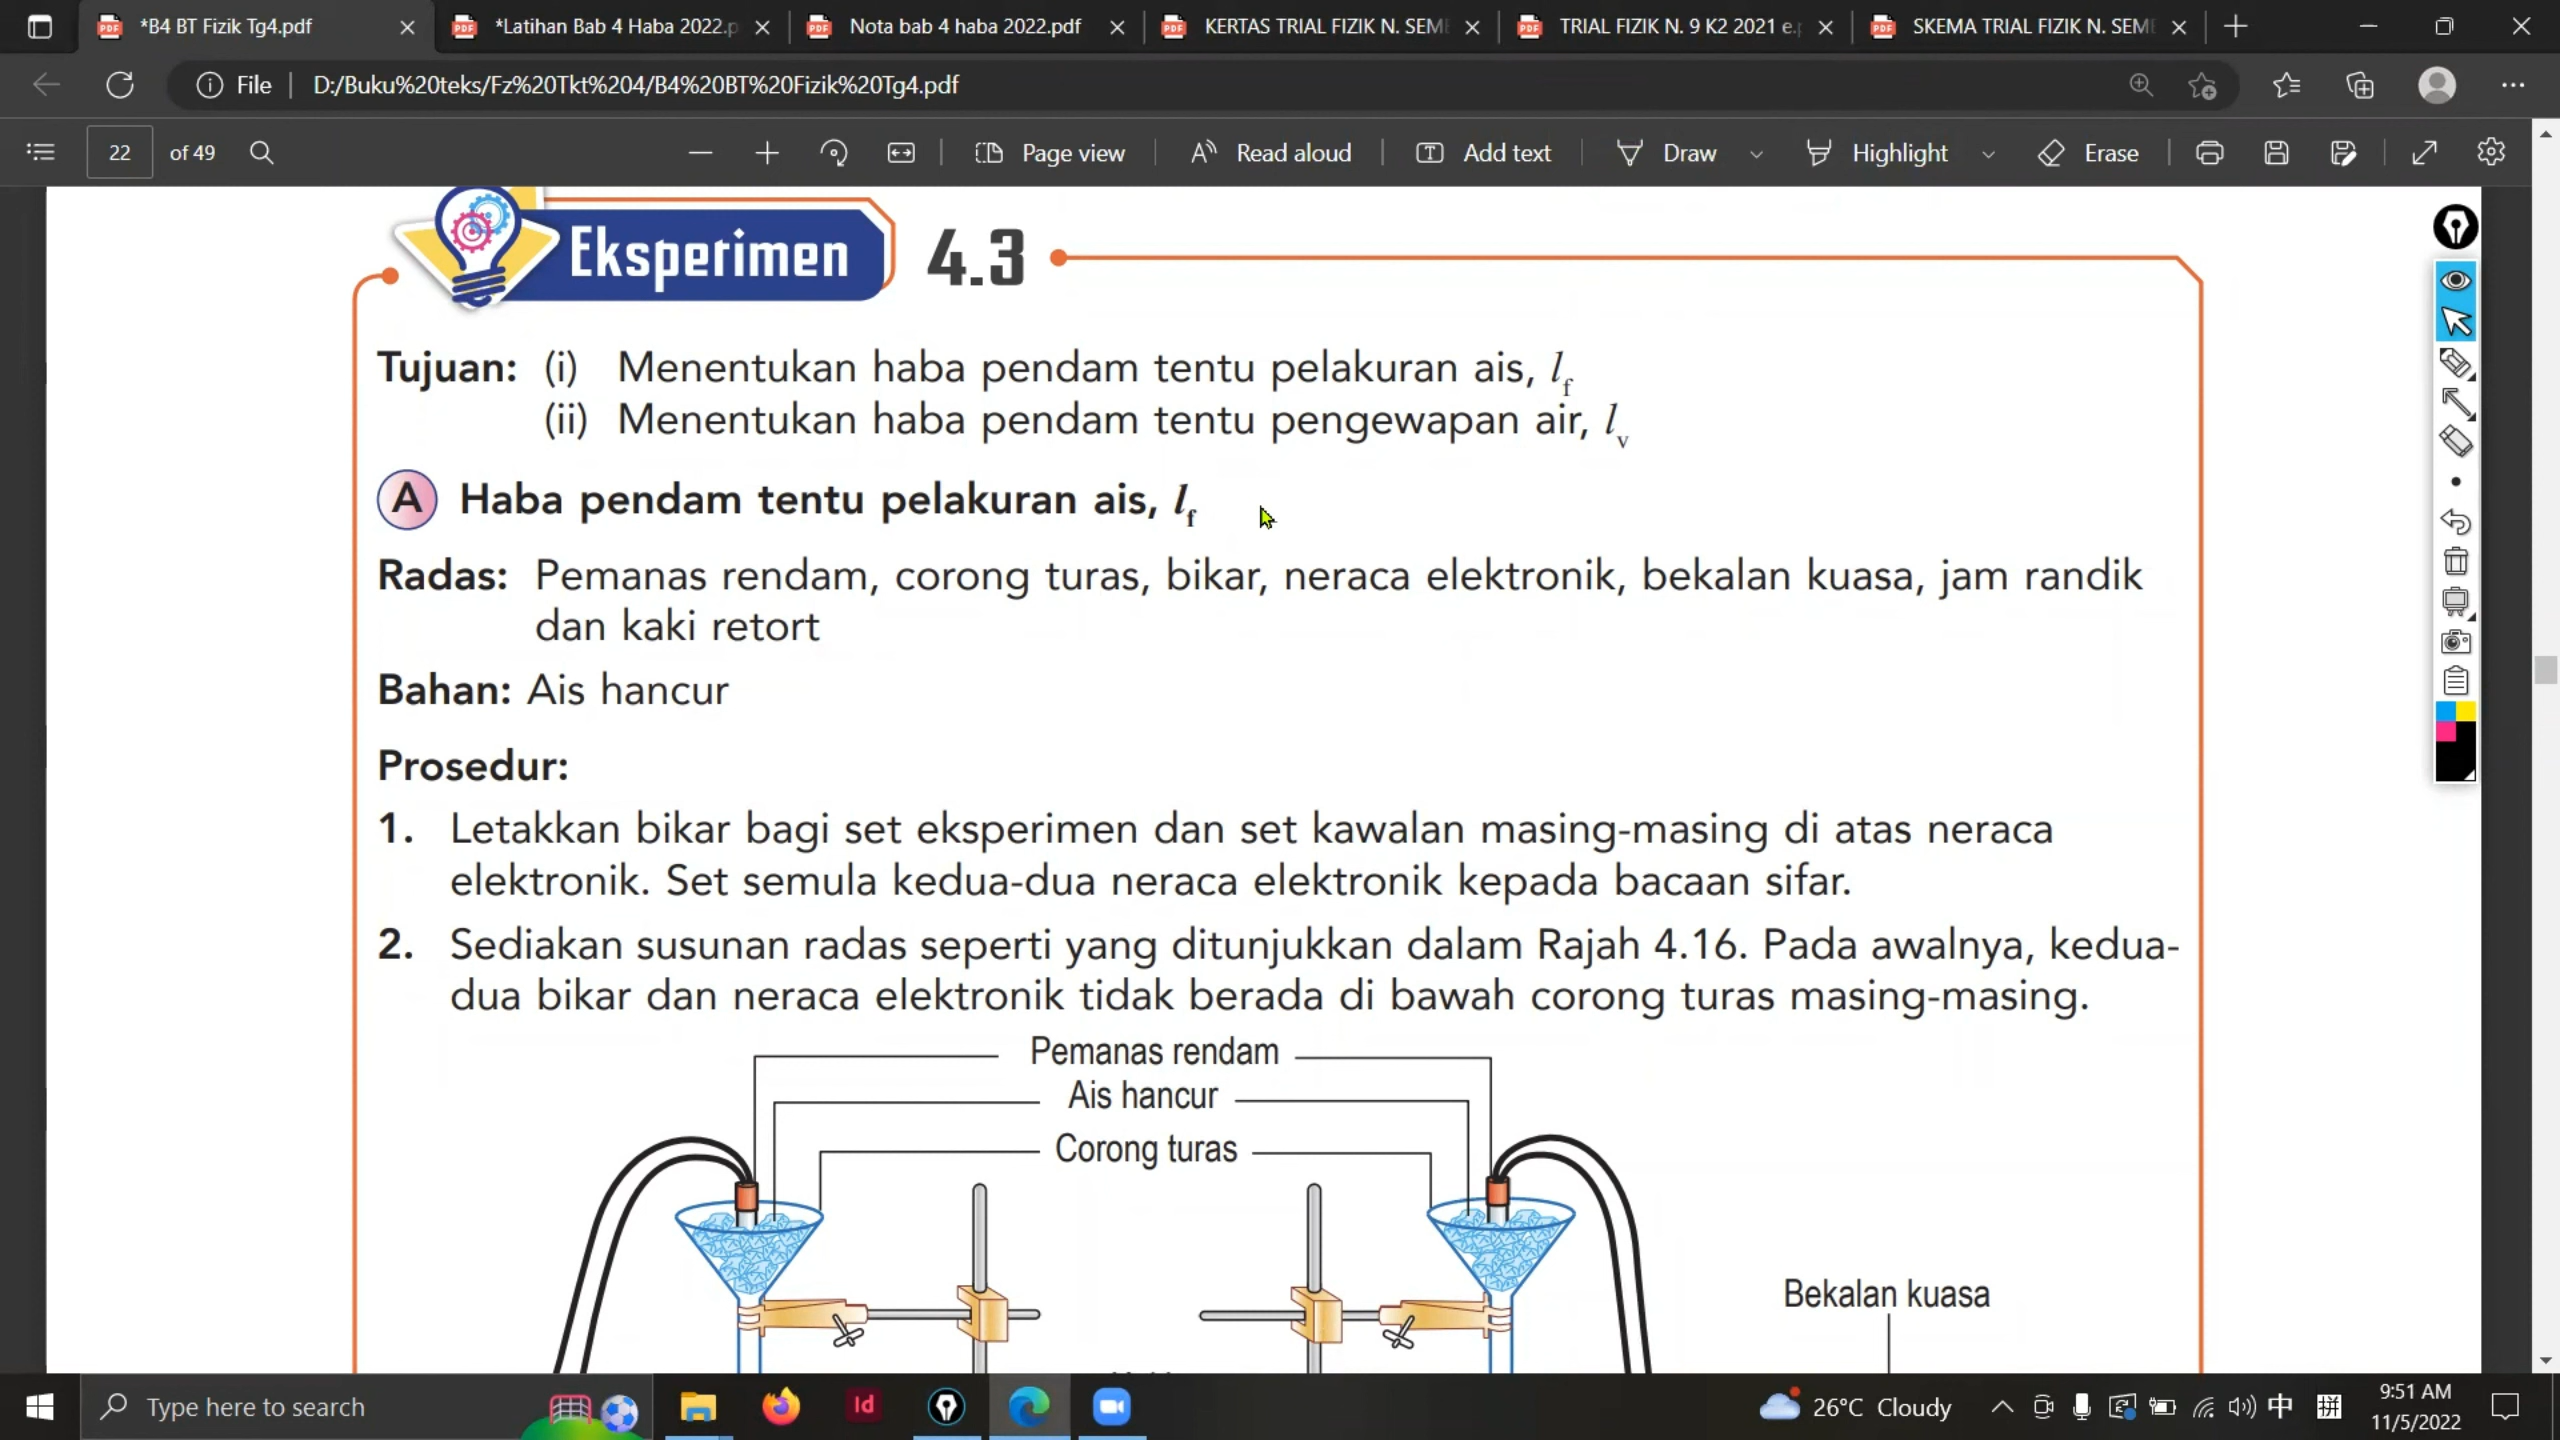 *B4 BT Fizik Tg4.pdf
*Latihan Bab 4 Haba 2022.p
Nota bab 4 haba 2022.pdf
KERTAS TRIAL FIZIK N. SEM
TRIAL FIZIK N. 9 K2 2021 e.
SKEMA TRIAL FIZIK N. SEM
File
D:/Buku%20teks/Fz%20Tkt%204/B4%20BT%20Fizik%20Tg4.pdf
22 of 49
Page view
Read aloud
Add text
Draw
Highlight
Erase
Eksperimen 4.3
Tujuan: (i) Menentukan haba pendam tentu pelakuran ais, l_f
(ii) Menentukan haba pendam tentu pengewapan air, l_v
A Haba pendam tentu pelakuran ais, l_f
Radas: Pemanas rendam, corong turas, bikar, neraca elektronik, bekalan kuasa, jam randik
dan kaki retort
Bahan: Ais hancur
Prosedur:
1. Letakkan bikar bagi set eksperimen dan set kawalan masing-masing di atas neraca
elektronik. Set semula kedua-dua neraca elektronik kepada bacaan sifar.
2. Sediakan susunan radas seperti yang ditunjukkan dalam Rajah 4.16. Pada awalnya, kedua-
dua bikar dan neraca elektronik tidak berada di bawah corong turas masing-masing.
Pemanas rendam
Ais hancur
Corong turas
Bekalan kuasa
Type here to search
Id
26°C Cloudy
中
拼
9:51 AM
11/5/2022